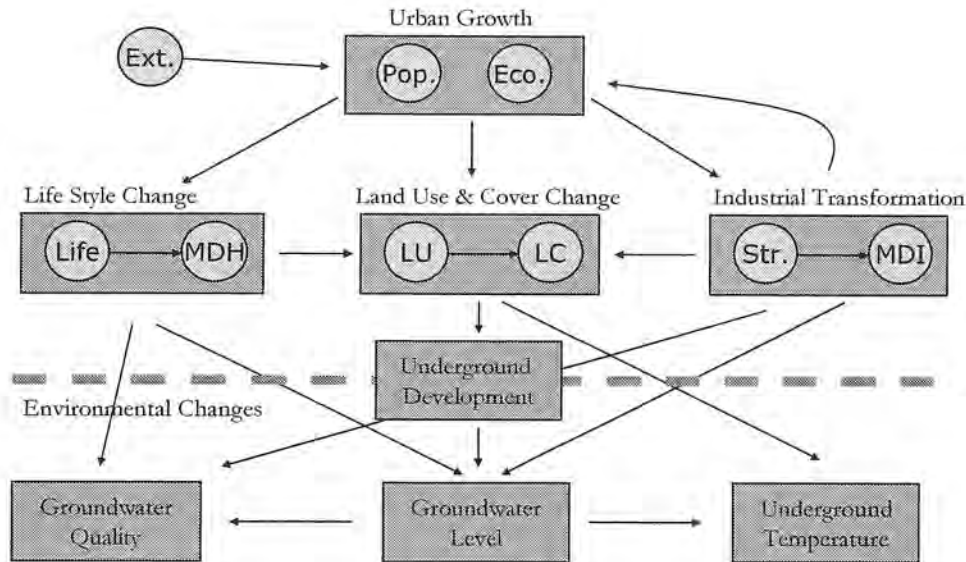 Urban Growth
Ext.
Pop.
Eco.
Life Style Change
Land Use & Cover Change
Industrial Transformation
Life
MDH
LU
LC
Str.
MDI
Underground
Development
Environmental Changes
Groundwater
Quality
Groundwater
Level
Underground
Temperature